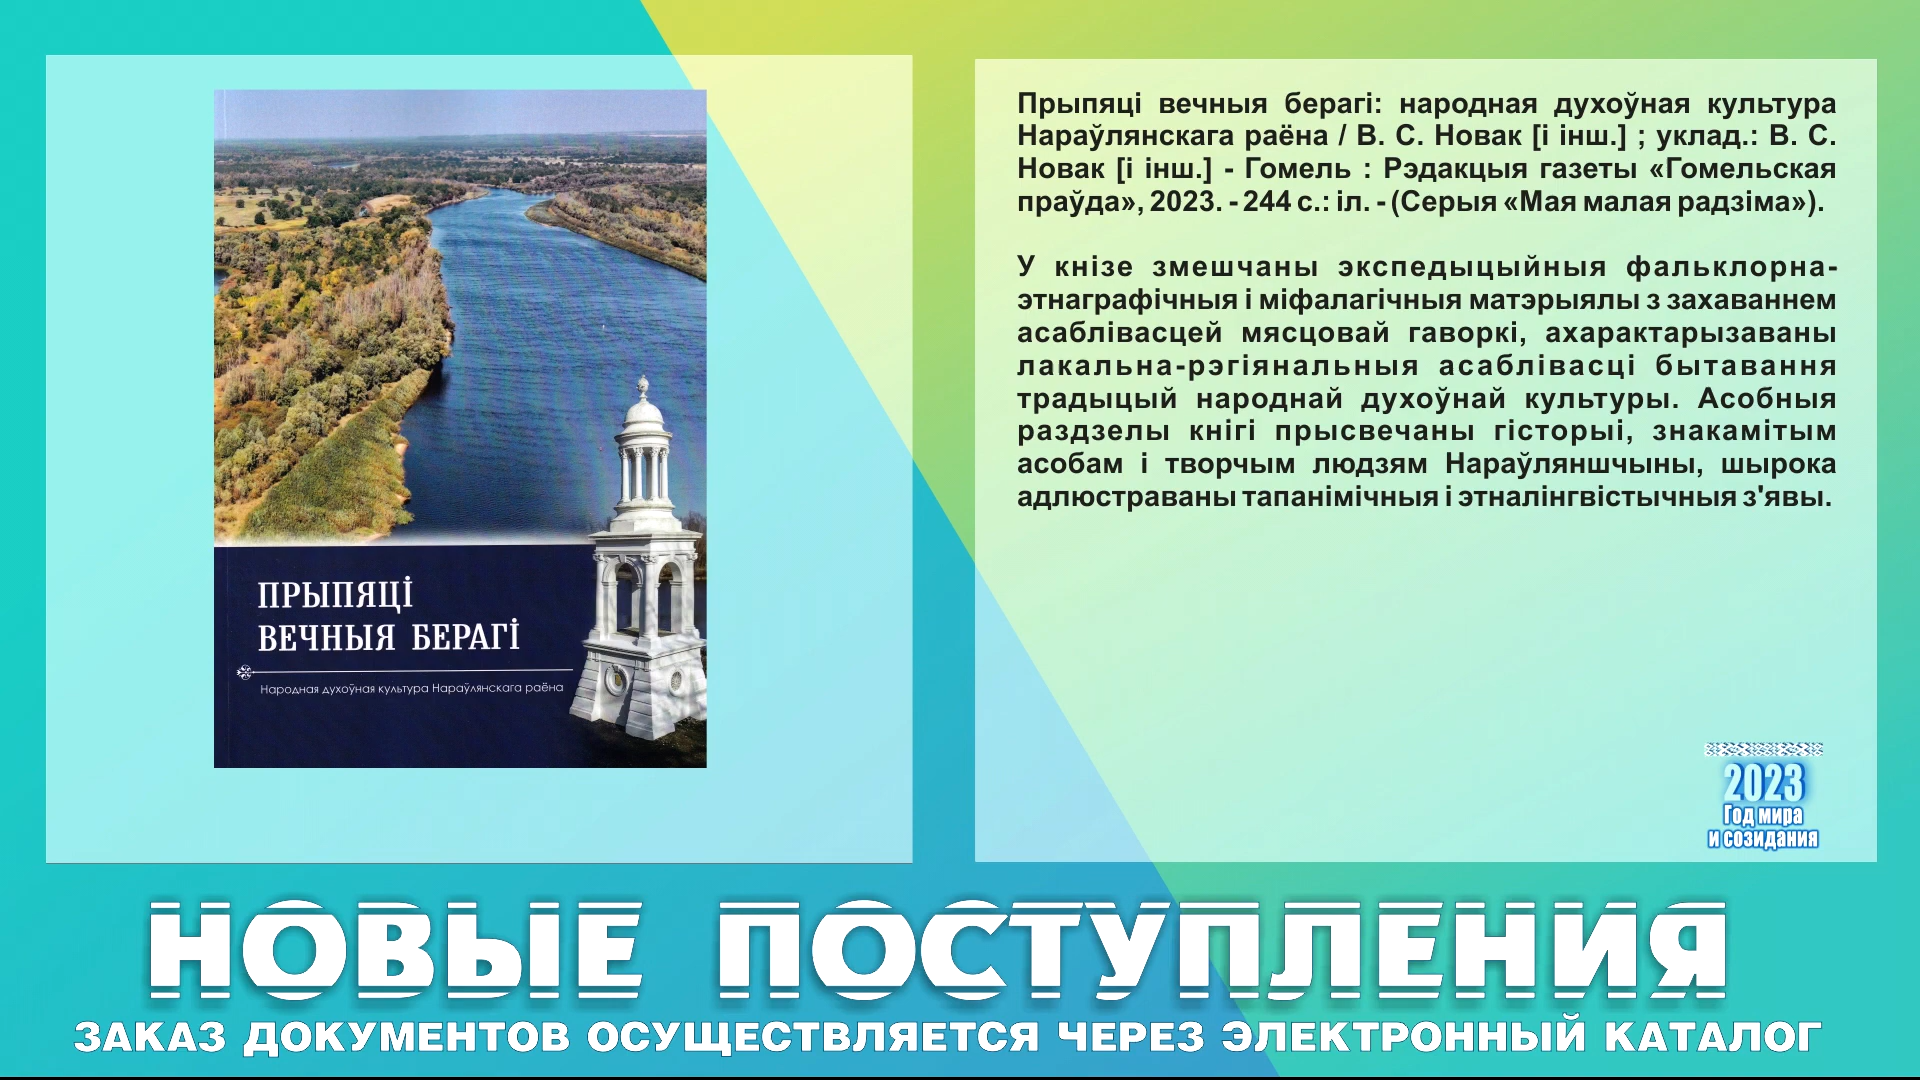 ПРЫПЯЦІ
ВЕЧНЫЯ БЕРАГІ
Народная духоўная культура Нараўлянскага раёна
Прыпяці вечныя берагі: народная духоўная культура
Нараўлянскага раёна / В. С. Новак [і інш.] ; уклад.: В. С.
Новак [і інш.] - Гомель : Рэдакцыя газеты «Гомельская
праўда», 2023. - 244 с.: іл. - (Серыя «Мая малая радзіма»).
У кнізе змешчаны экспедыцыйныя фальклорна-
этнаграфічныя і міфалагічныя матэрыялы з захаваннем
асаблівасцей мясцовай гаворкі, ахарактарызаваны
лакальна-рэгіянальныя асаблівасці бытавання
традыцый народнай духоўнай культуры. Асобныя
раздзелы кнігі прысвечаны гісторыі, знакамітым
асобам і творчым людзям Нараўляншчыны, шырока
адлюстраваны тапанімічныя і этналінгвістычныя з'явы.
2023
Год мира
и созидания
НОВЫЕ ПОСТУПЛЕНИЯ
ЗАКАЗ ДОКУМЕНТОВ ОСУЩЕСТВЛЯЕТСЯ ЧЕРЕЗ ЭЛЕКТРОННЫЙ КАТАЛОГ